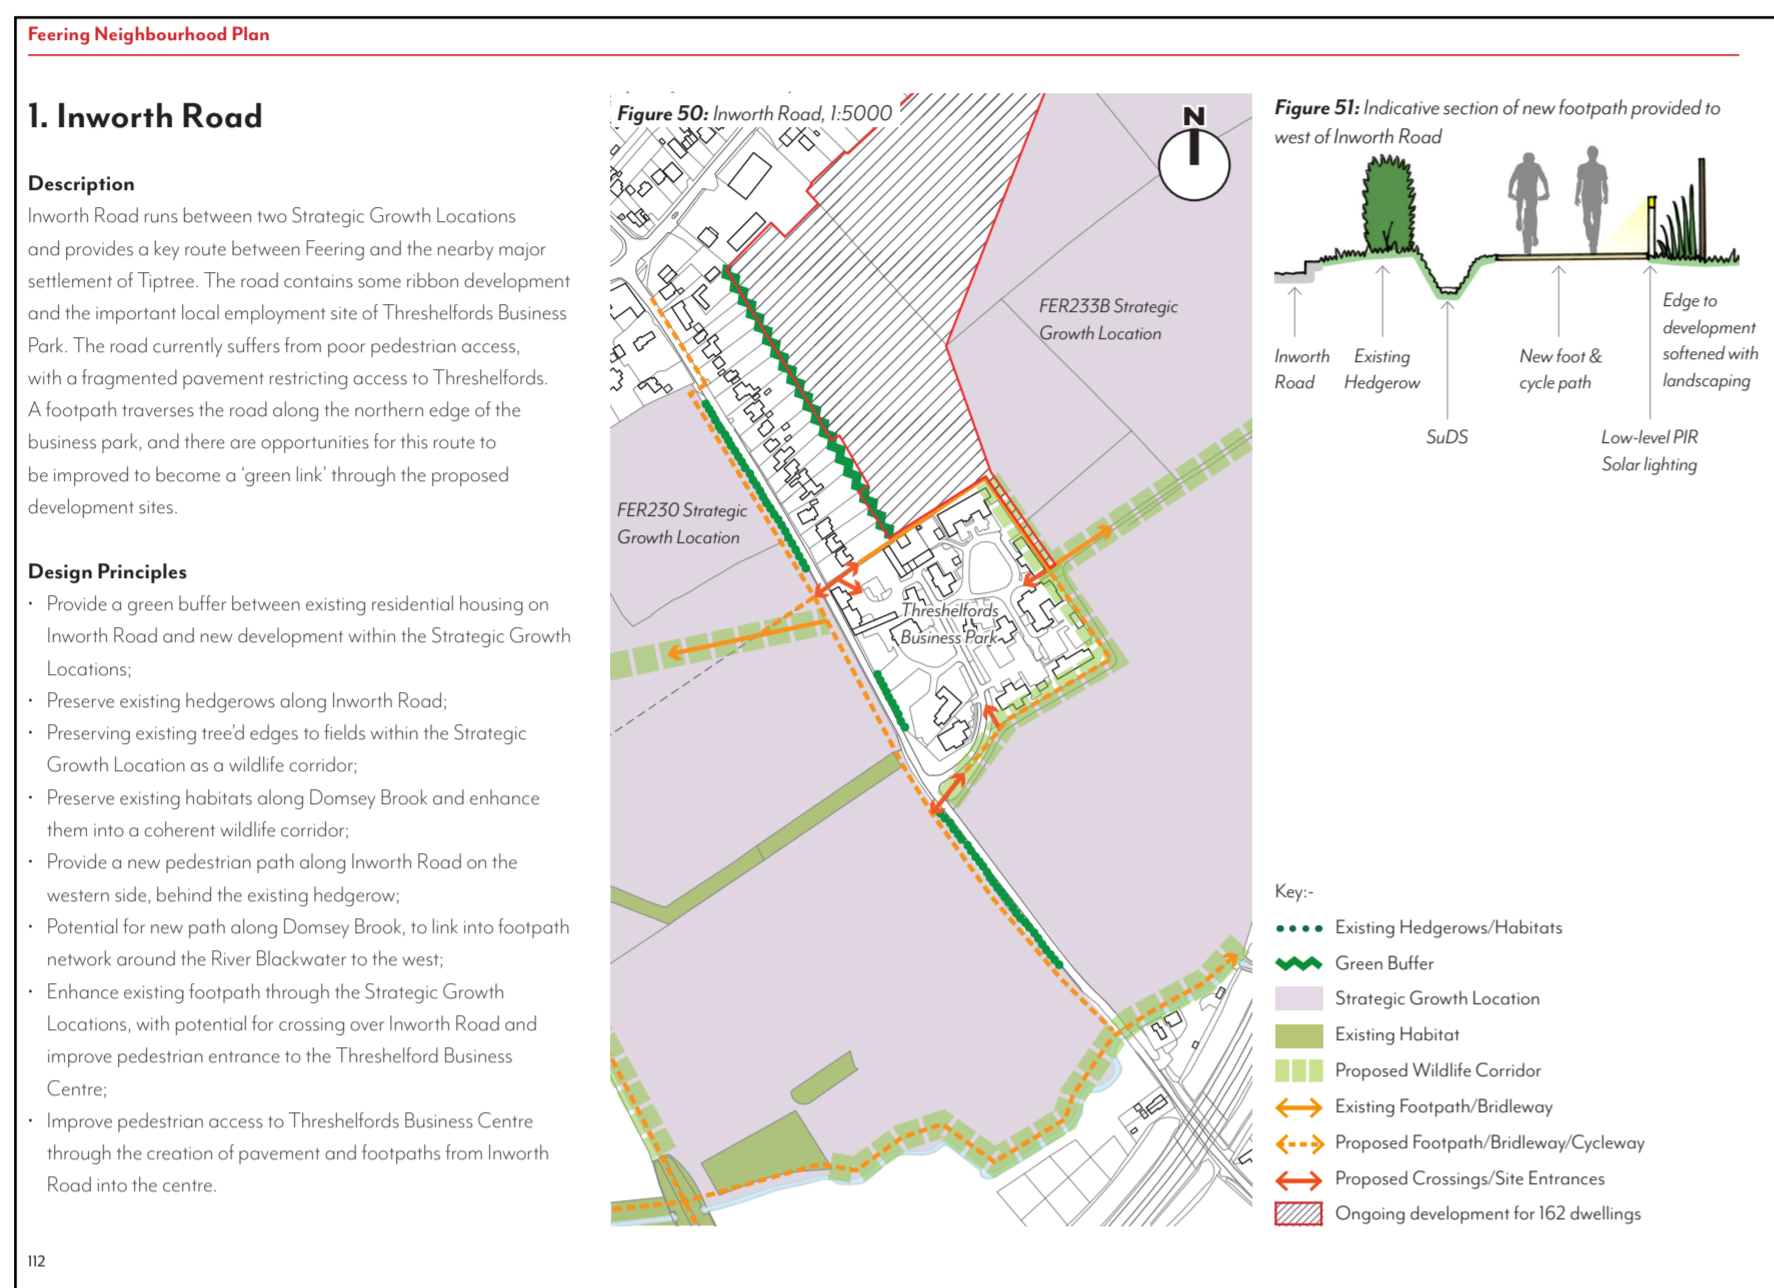 Feering Neighbourhood Plan
1. Inworth Road
Description
Inworth Road runs between two Strategic Growth Locations
and provides a key route between Feering and the nearby major
settlement of Tiptree. The road contains some ribbon development
and the important local employment site of Threshelfords Business
Park. The road currently suffers from poor pedestrian access,
with a fragmented pavement restricting access to Threshelfords.
A footpath traverses the road along the northern edge of the
business park, and there are opportunities for this route to
be improved to become a ‘green link’ through the proposed
development sites.
Design Principles
• Provide a green buffer between existing residential housing on
Inworth Road and new development within the Strategic Growth
Locations;
• Preserve existing hedgerows along Inworth Road;
• Preserving existing tree’d edges to fields within the Strategic
Growth Location as a wildlife corridor;
• Preserve existing habitats along Domsey Brook and enhance
them into a coherent wildlife corridor;
• Provide a new pedestrian path along Inworth Road on the
western side, behind the existing hedgerow;
• Potential for new path along Domsey Brook, to link into footpath
network around the River Blackwater to the west;
• Enhance existing footpath through the Strategic Growth
Locations, with potential for crossing over Inworth Road and
improve pedestrian entrance to the Threshelford Business
Centre;
• Improve pedestrian access to Threshelfords Business Centre
through the creation of pavement and footpaths from Inworth
Road into the centre.
112
Figure 50: Inworth Road, 1:5000
N
FER233B Strategic
Growth Location
FER230 Strategic
Growth Location
Threshelfords
Business Park
Figure 51: Indicative section of new footpath provided to
west of Inworth Road
Inworth
Road
Existing
Hedgerow
SuDS
New foot &
cycle path
Low-level PIR
Solar lighting
Edge to
development
softened with
landscaping
Key:-
Existing Hedgerows/Habitats
Green Buffer
Strategic Growth Location
Existing Habitat
Proposed Wildlife Corridor
Existing Footpath/Bridleway
Proposed Footpath/Bridleway/Cycleway
Proposed Crossings/Site Entrances
Ongoing development for 162 dwellings